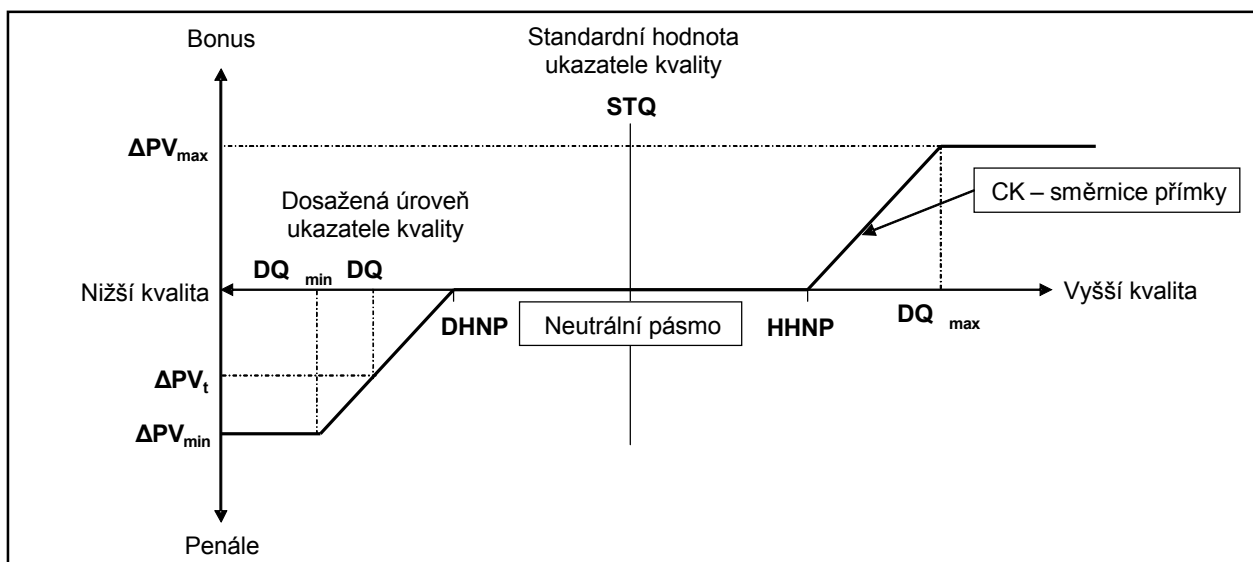 Bonus
Standardní hodnota
ukazatele kvality
STQ
ΔPVmax
CK – směrnice přímky
Dosažená úroveň
ukazatele kvality
DQ min DQ
Nižší kvalita
Vyšší kvalita
DHNP
Neutrální pásmo
HHNP
DQ max
ΔPVt
ΔPVmin
Penále